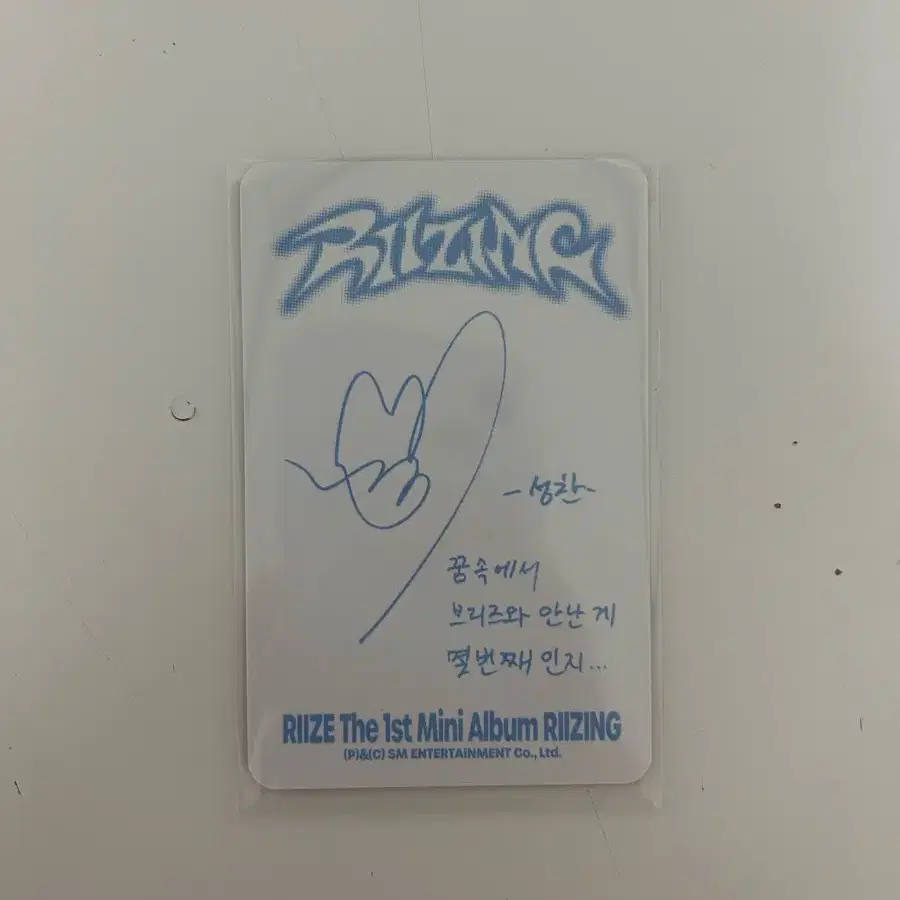 RIIZING
-성찬-
꿈속에서
브리즈와 만난 게
몇번째 인지...
RIIZE The 1st Mini Album RIIZING
(P)&(C) SM ENTERTAINMENT Co., Ltd.